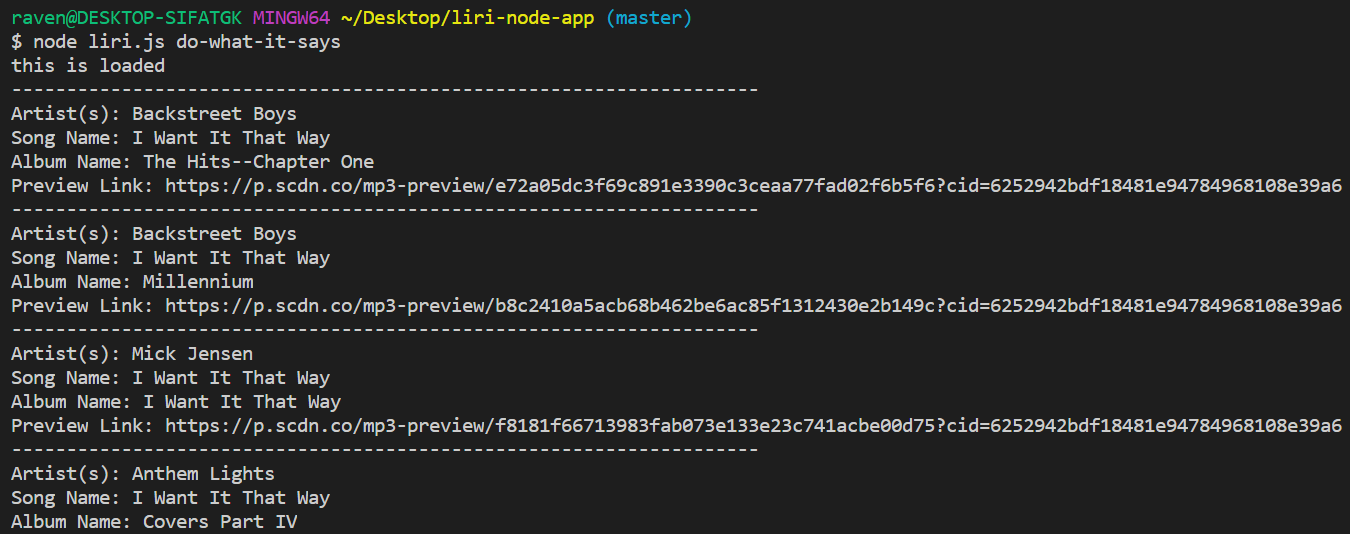 raven@DESKTOP-SIFATGK MINGW64 ~/Desktop/liri-node-app (master)
$ node liri.js do-what-it-says
this is loaded
--------------------------------------------------------------------
Artist(s): Backstreet Boys
Song Name: I Want It That Way
Album Name: The Hits--Chapter One
Preview Link: https://p.scdn.co/mp3-preview/e72a05dc3f69c891e3390c3ceaa77fad02f6b5f6?cid=6252942bdf18481e94784968108e39a6
--------------------------------------------------------------------
Artist(s): Backstreet Boys
Song Name: I Want It That Way
Album Name: Millennium
Preview Link: https://p.scdn.co/mp3-preview/b8c2410a5acb68b462be6ac85f1312430e2b149c?cid=6252942bdf18481e94784968108e39a6
--------------------------------------------------------------------
Artist(s): Mick Jensen
Song Name: I Want It That Way
Album Name: I Want It That Way
Preview Link: https://p.scdn.co/mp3-preview/f8181f66713983fab073e133e23c741acbe00d75?cid=6252942bdf18481e94784968108e39a6
--------------------------------------------------------------------
Artist(s): Anthem Lights
Song Name: I Want It That Way
Album Name: Covers Part IV